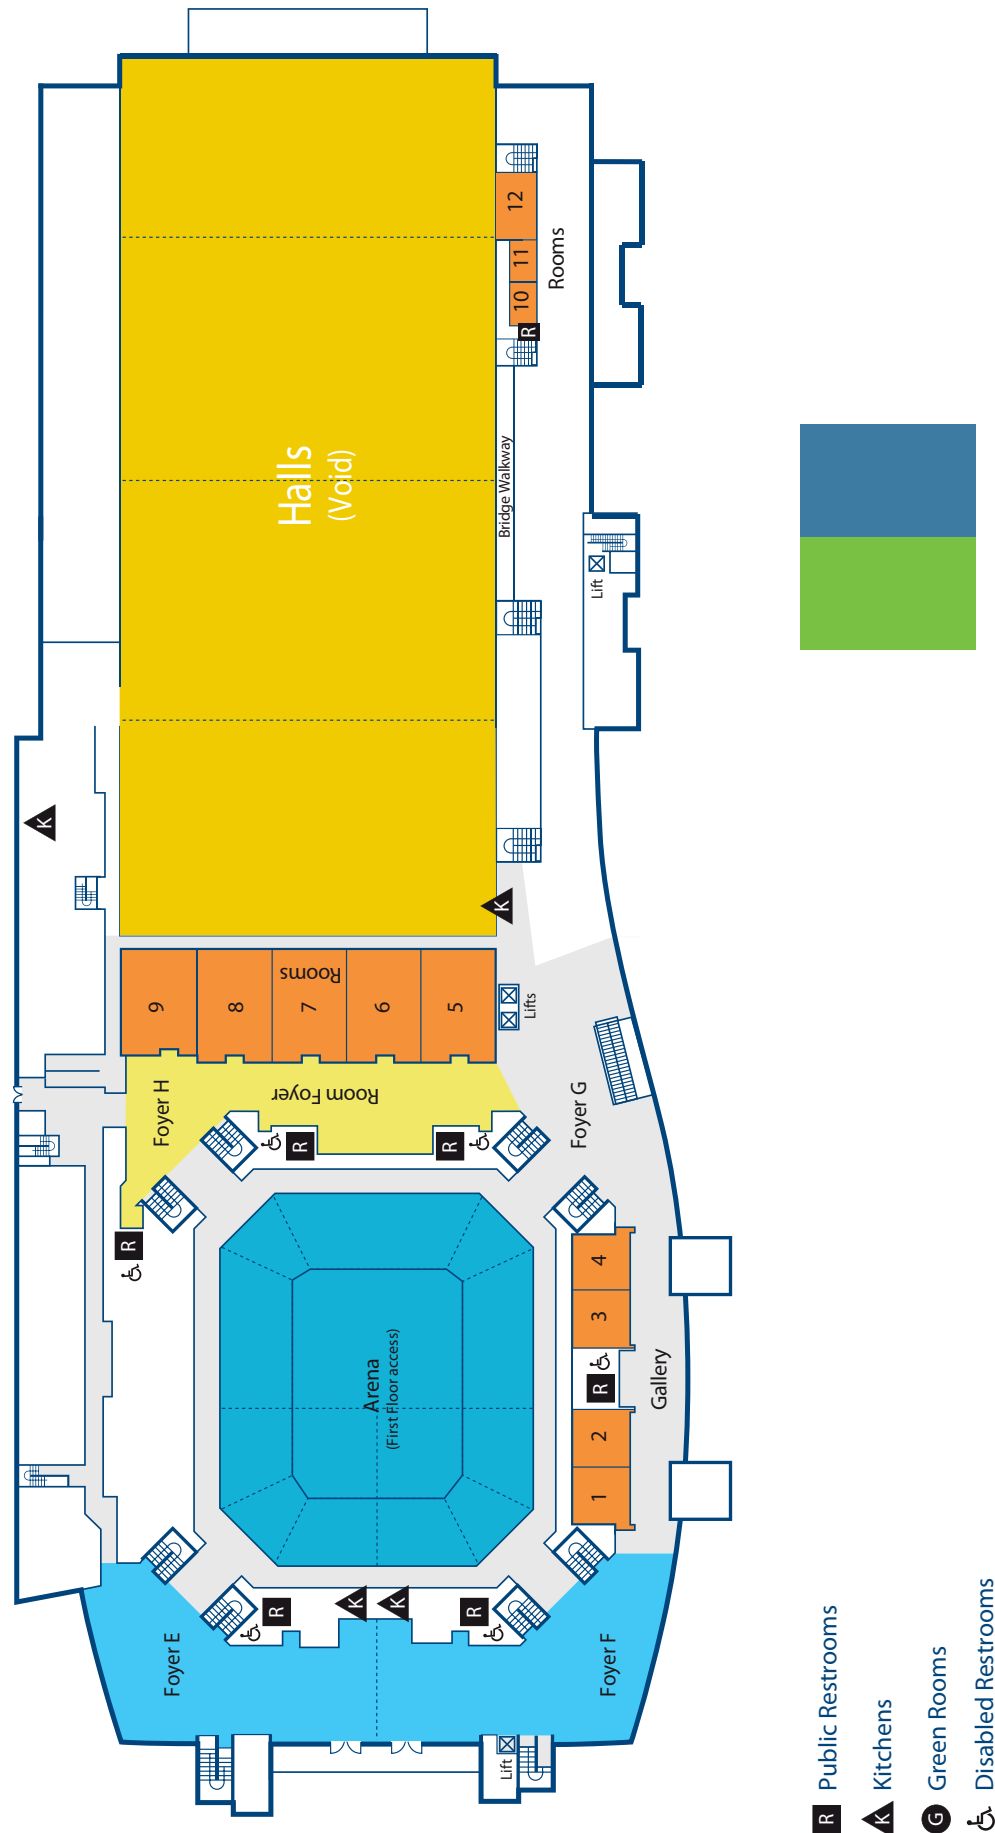 12
11
10
R
Rooms
Halls
(Void)
Bridge Walkway
Lift
K
K
9
8
7
6
5
Rooms
Lifts
Foyer H
Room Foyer
Foyer G
R
R
R
4
3
R
2
1
Gallery
Arena
(First Floor access)
R
K
K
R
Foyer E
Foyer F
Lift
R Public Restrooms
K Kitchens
G Green Rooms
Disabled Restrooms